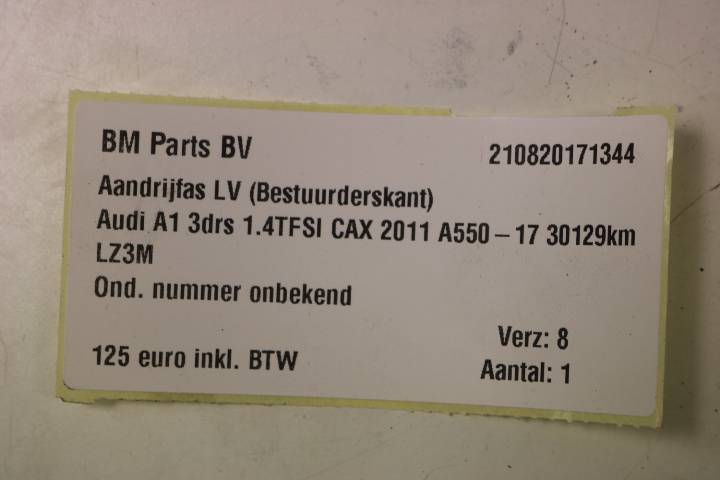 BM Parts BV 210820171344
Aandrijfas LV (Bestuurderskant)
Audi A1 3drs 1.4TFSI CAX 2011 A550 – 17 30129km
LZ3M
Ond. nummer onbekend
Verz: 8
125 euro inkl. BTW
Aantal: 1